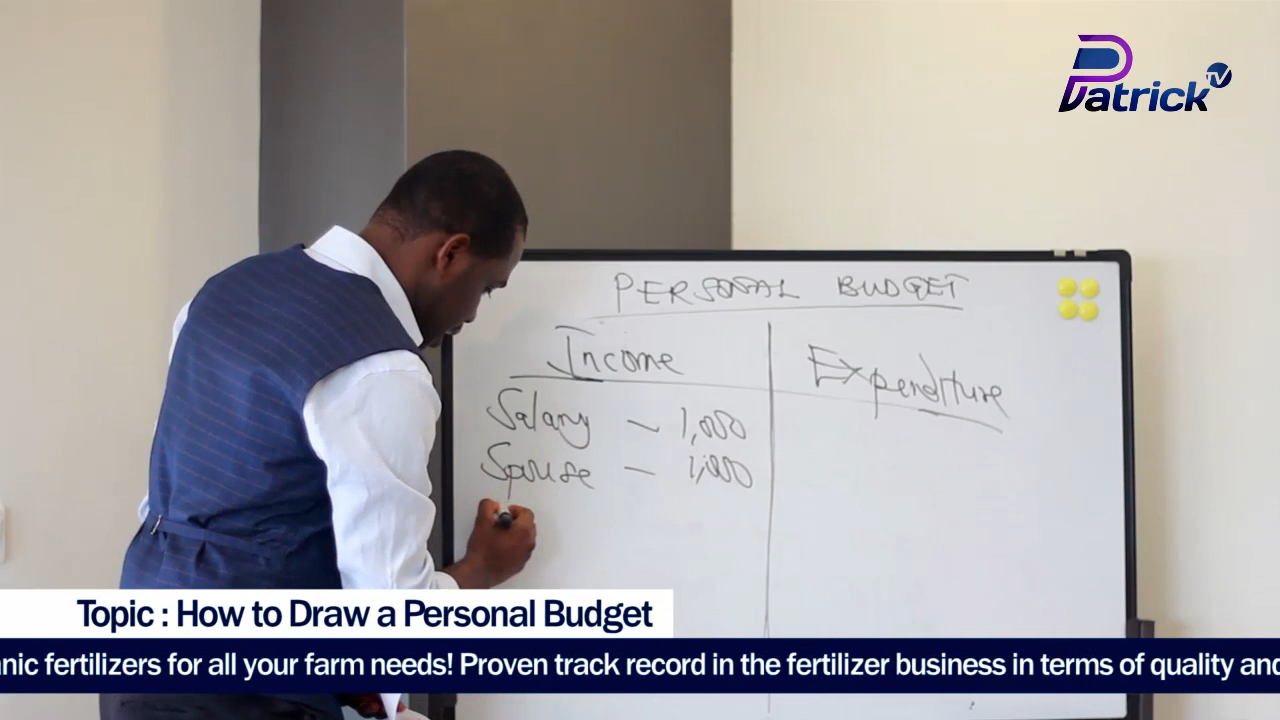 Patrick TV
PERSONAL BUDGET
Income
Expenditure
Salary – 1,000
Spouse – 1,000
Topic : How to Draw a Personal Budget
nic fertilizers for all your farm needs! Proven track record in the fertilizer business in terms of quality and